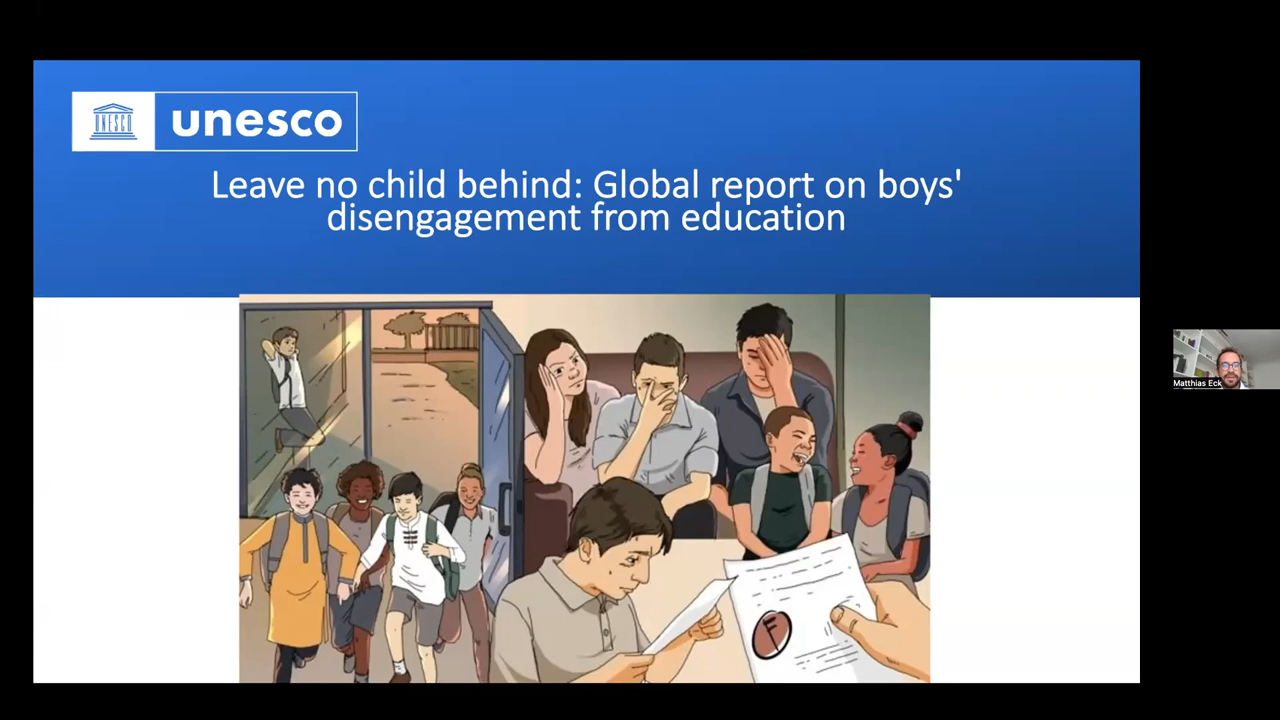 UNESCO
unesco
Leave no child behind: Global report on boys'
disengagement from education
F
Matthias Eck